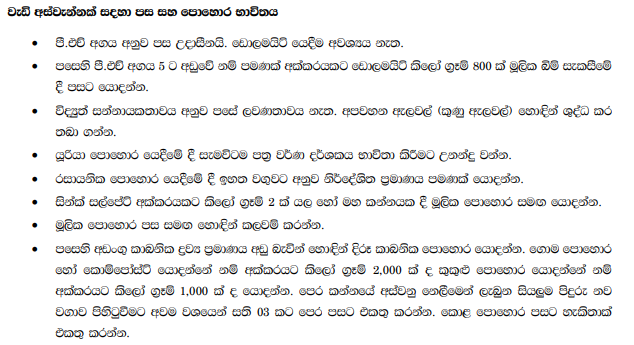 වැඩි අස්වැන්නක් සඳහා පස සහ පොහොර භාවිතය
• පී.එච් අගය අනුව පස උදාසීනයි. ඩොලමයිට් යෙදීම අවශ්‍යය නැත.
• පසෙහි පී.එච් අගය 5 ට අඩුවේ නම් පමණක් අක්කරයකට ඩොලමයිට් කිලෝ ග්‍රෑම් 800 ක් මූලික බිම් සැකසීමේ
දී පසට යොදන්න.
• විද්‍යුත් සන්නායකතාවය අනුව පසේ ලවණතාවය නැත. අපවහන ඇලවල් (කුණු ඇලවල්) හොඳින් ශුද්ධ කර
තබා ගන්න.
• යූරියා පොහොර යෙදීමේ දී සැමවිටම පත්‍ර වර්ණ දර්ශකය භාවිතා කිරීමට උනන්දු වන්න.
• රසායනික පොහොර යෙදීමේ දී ඉහත වගුවට අනුව නිර්දේශිත ප්‍රමාණය පමණක් යොදන්න.
• සින්ක් සල්ෆේට් අක්කරයකට කිලෝ ග්‍රෑම් 2 ක් යල හෝ මහ කන්නයක දී මූලික පොහොර සමඟ යොදන්න.
• මූලික පොහොර පස සමඟ හොඳින් කලවම් කරන්න.
• පසෙහි අඩංගු කාබනික ද්‍රව්‍ය ප්‍රමාණය අඩු බැවින් හොඳින් දිරූ කාබනික පොහොර යොදන්න. ගොම පොහොර
හෝ කොම්පෝස්ට් යොදන්නේ නම් අක්කරයට කිලෝ ග්‍රෑම් 2,000 ක් ද කුකුළු පොහොර යොදන්නේ නම්
අක්කරයකට කිලෝ ග්‍රෑම් 1,000 ක් ද යොදන්න. පෙර කන්නයේ අස්වනු නෙලීමෙන් ලැබුන සියලුම පිදුරු නව
වගාව පිහිටුවීමට අවම වශයෙන් සති 03 කට පෙර පසට එකතු කරන්න. කොළ පොහොර පසට හැකිතාක්
එකතු කරන්න.